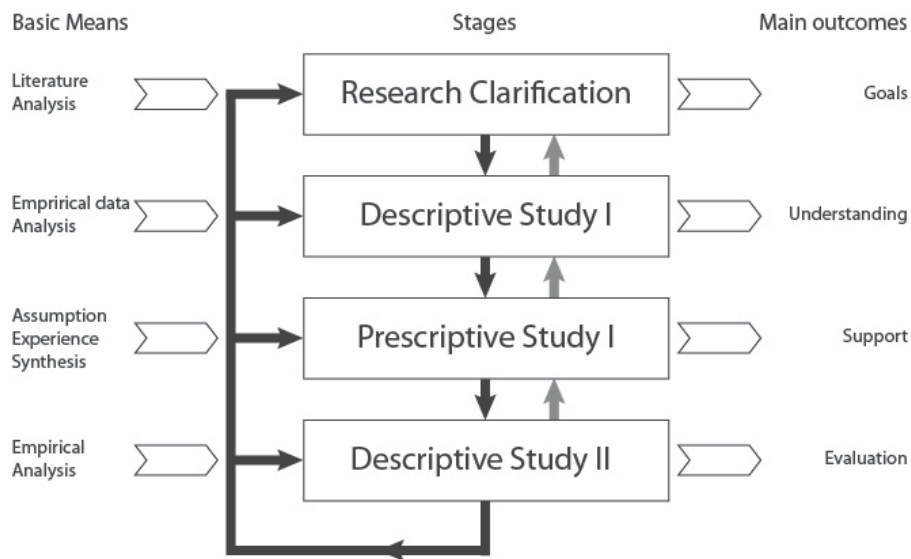 Basic Means
Stages
Main outcomes
Literature
Analysis
Research Clarification
Goals
Emprirical data
Analysis
Descriptive Study I
Understanding
Assumption
Experience
Synthesis
Prescriptive Study I
Support
Empirical
Analysis
Descriptive Study II
Evaluation